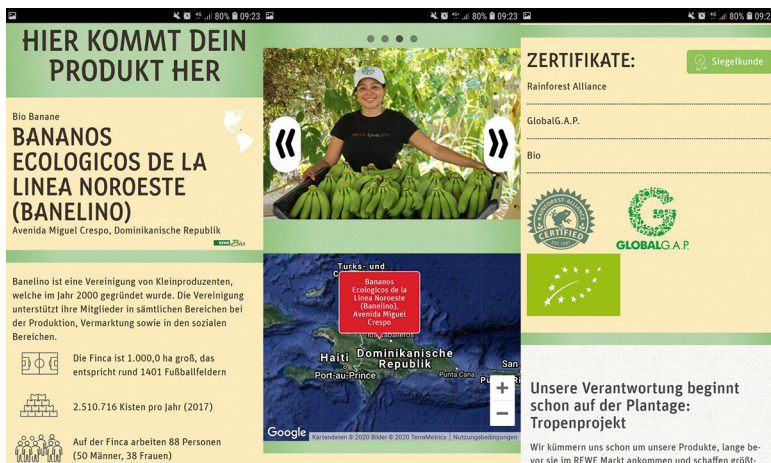 80% 09:23
HIER KOMMT DEIN
PRODUKT HER
Bio Banane
BANANOS
ECOLOGICOS DE LA
LINEA NOROESTE
(BANELINO)
Avenida Miguel Crespo, Dominikanische Republik
REWE Bio
Banelino ist eine Vereinigung von Kleinproduzenten,
welche im Jahr 2000 gegründet wurde. Die Vereinigung
unterstützt ihre Mitglieder in sämtlichen Bereichen bei
der Produktion, Vermarktung sowie in den sozialen
Bereichen.
Die Finca ist 1.000,0 ha groß, das
entspricht rund 1401 Fußballfeldern
2.510.716 Kisten pro Jahr (2017)
Auf der Finca arbeiten 88 Personen
(50 Männer, 38 Frauen)
80% 09:23
Turks- und
Bananos
Ecologicos de la
Linea Noroeste
(Banelino),
Avenida Miguel
Crespo
Haiti
Dominikanische
Republik
San
Port-au-Prince
Punta Cana
Google
Kartendaten © 2020 Bilder © 2020 TerraMetrics
Nutzungsbedingungen
80% 09:2
ZERTIFIKATE:
Siegelkunde
Rainforest Alliance
GlobalG.A.P.
Bio
RAINFOREST ALLIANCE
CERTIFIED
GLOBALG.A.P.
Unsere Verantwortung beginnt
schon auf der Plantage:
Tropenprojekt
Wir kümmern uns schon um unsere Produkte, lange be-
vor sie im REWE Markt ankommen und schaffen größt-